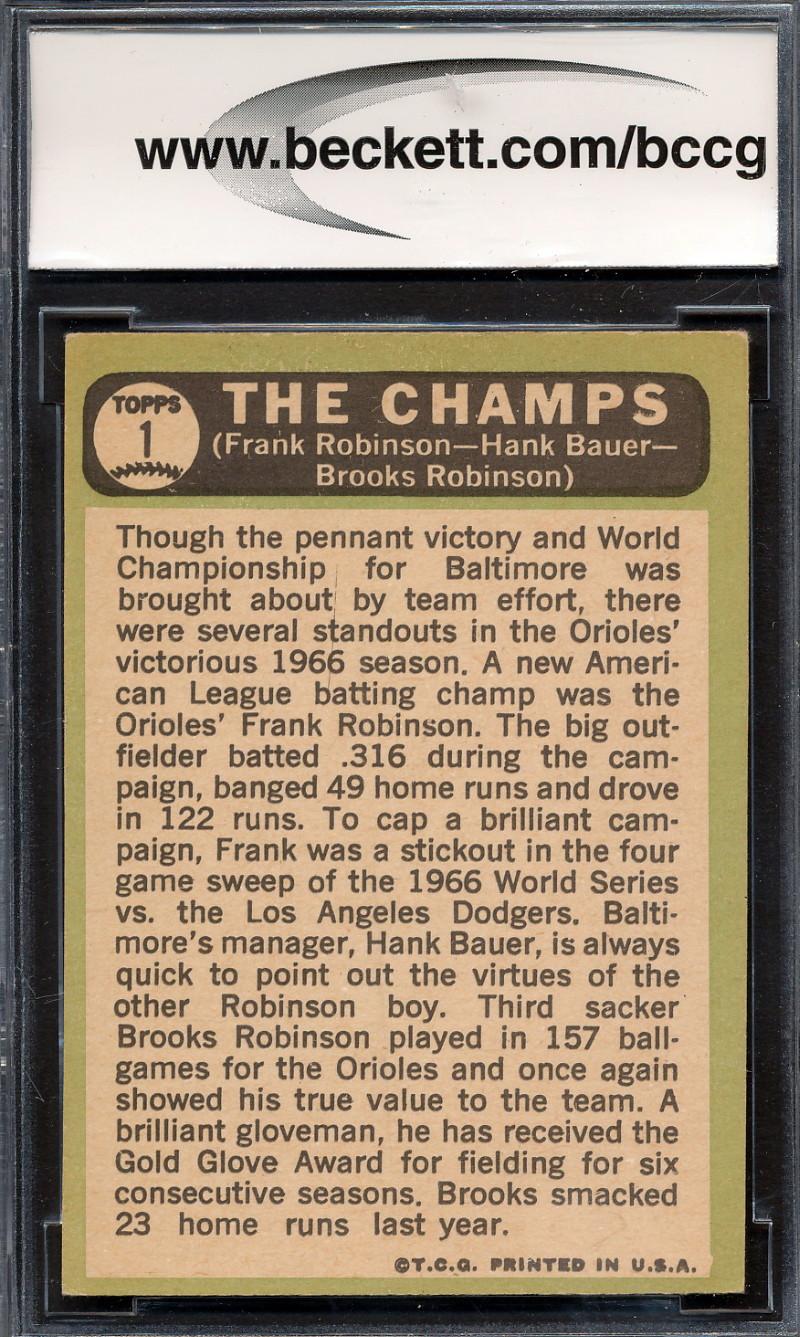 www.beckett.com/bccg
TOPPS
1
THE CHAMPS
(Frank Robinson—Hank Bauer—
Brooks Robinson)
Though the pennant victory and World
Championship for Baltimore was
brought about by team effort, there
were several standouts in the Orioles'
victorious 1966 season. A new Ameri-
can League batting champ was the
Orioles' Frank Robinson. The big out-
fielder batted .316 during the cam-
paign, banged 49 home runs and drove
in 122 runs. To cap a brilliant cam-
paign, Frank was a stickout in the four
game sweep of the 1966 World Series
vs. the Los Angeles Dodgers. Balti-
more's manager, Hank Bauer, is always
quick to point out the virtues of the
other Robinson boy. Third sacker
Brooks Robinson played in 157 ball-
games for the Orioles and once again
showed his true value to the team. A
brilliant gloveman, he has received the
Gold Glove Award for fielding for six
consecutive seasons. Brooks smacked
23 home runs last year.
©T.C.G. PRINTED IN U.S.A.